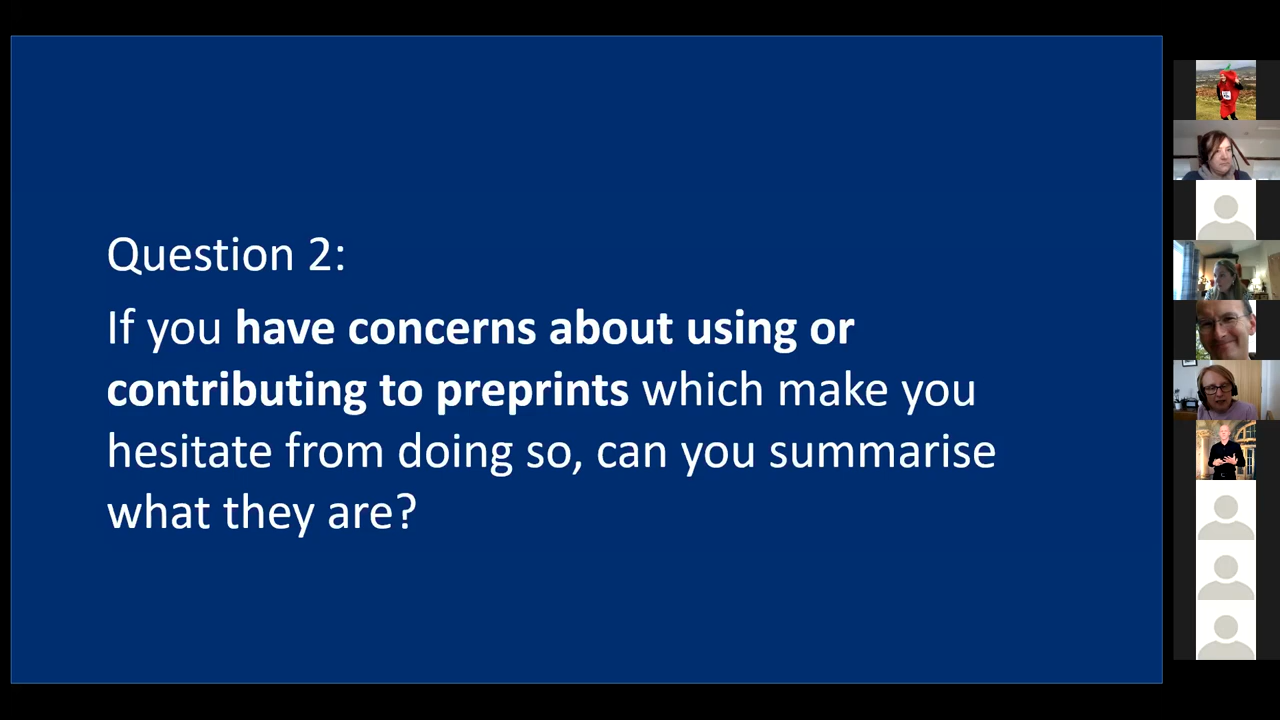 Question 2:
If you have concerns about using or
contributing to preprints which make you
hesitate from doing so, can you summarise
what they are?